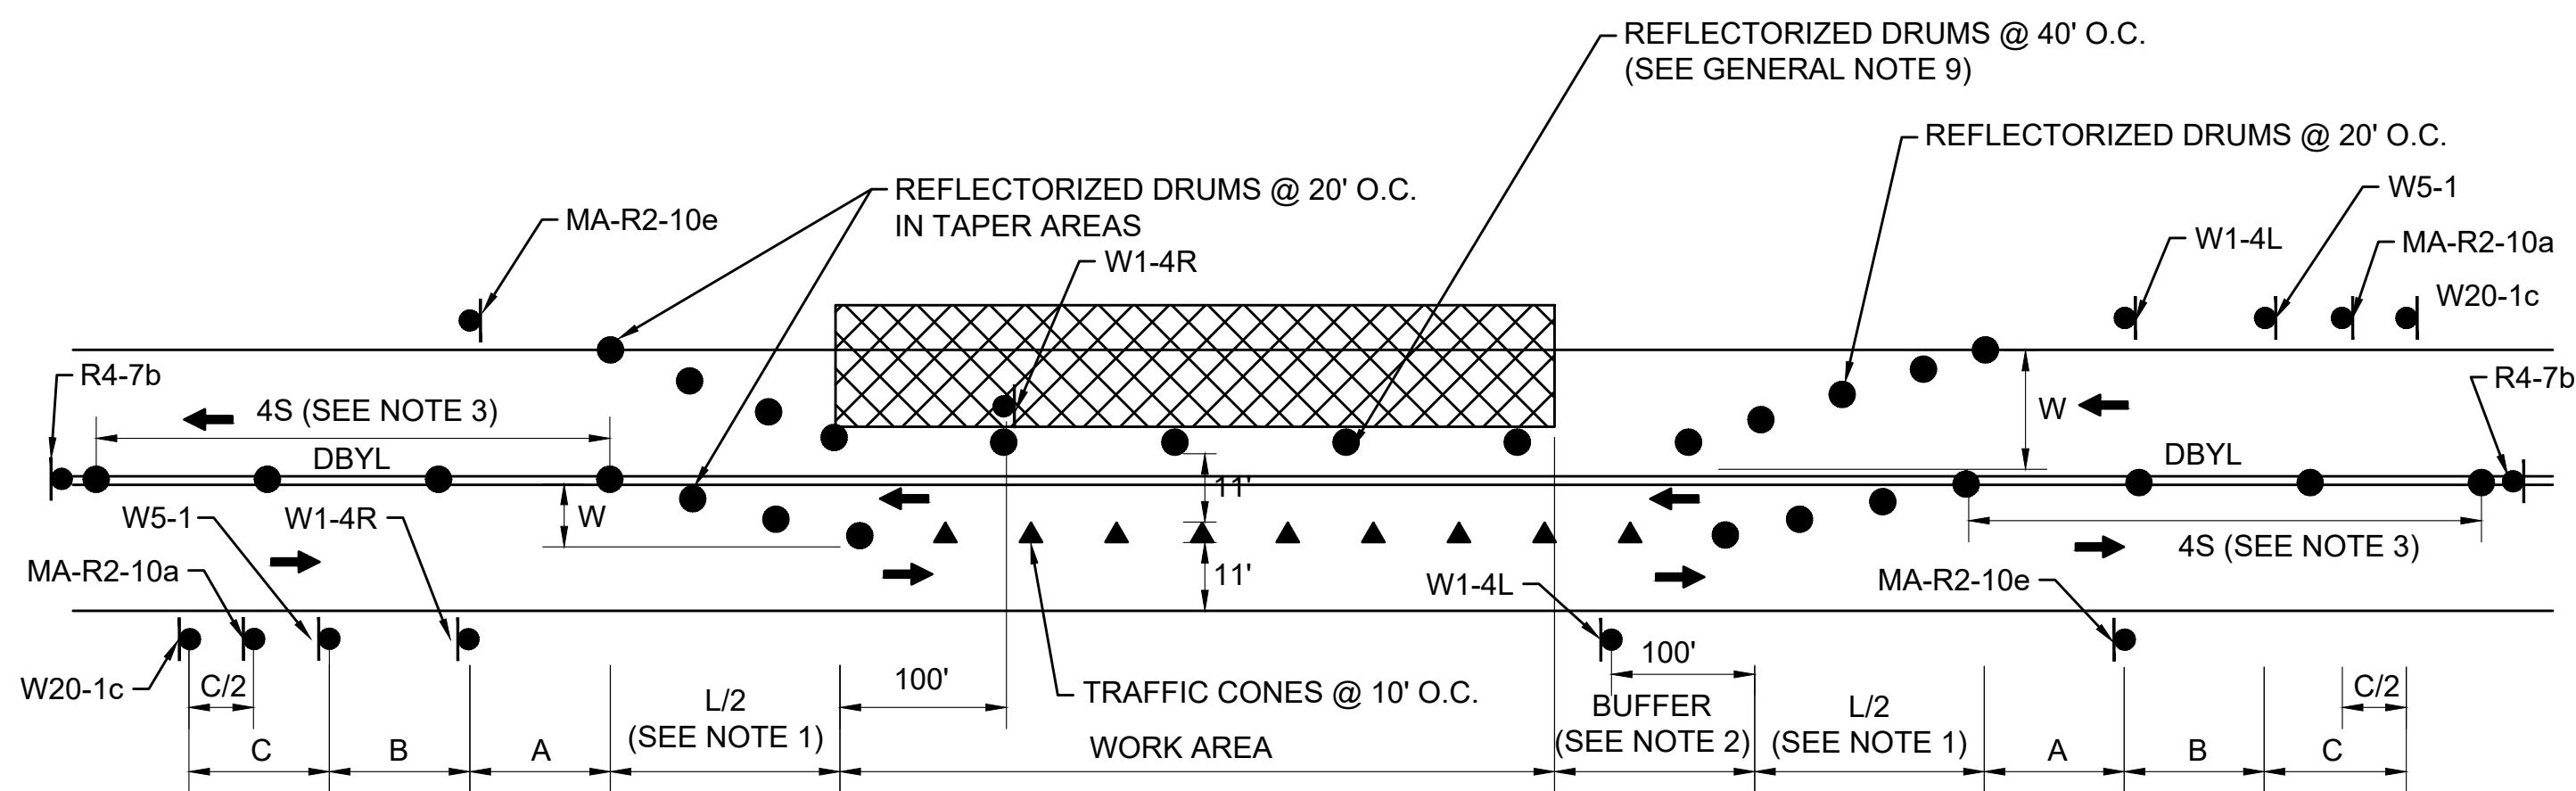 REFLECTORIZED DRUMS @ 40' O.C.
(SEE GENERAL NOTE 9)
REFLECTORIZED DRUMS @ 20' O.C.
REFLECTORIZED DRUMS @ 20' O.C.
IN TAPER AREAS
W5-1
MA-R2-10e
W1-4L
MA-R2-10a
W1-4R
W20-1c
R4-7b
R4-7b
4S (SEE NOTE 3)
W
DBYL
DBYL
11'
W5-1
W1-4R
W
4S (SEE NOTE 3)
MA-R2-10a
11'
W1-4L
MA-R2-10e
W20-1c
C/2
100'
TRAFFIC CONES @ 10' O.C.
100'
C/2
L/2
(SEE NOTE 1)
BUFFER
(SEE NOTE 2)
L/2
(SEE NOTE 1)
C
B
A
WORK AREA
A
B
C